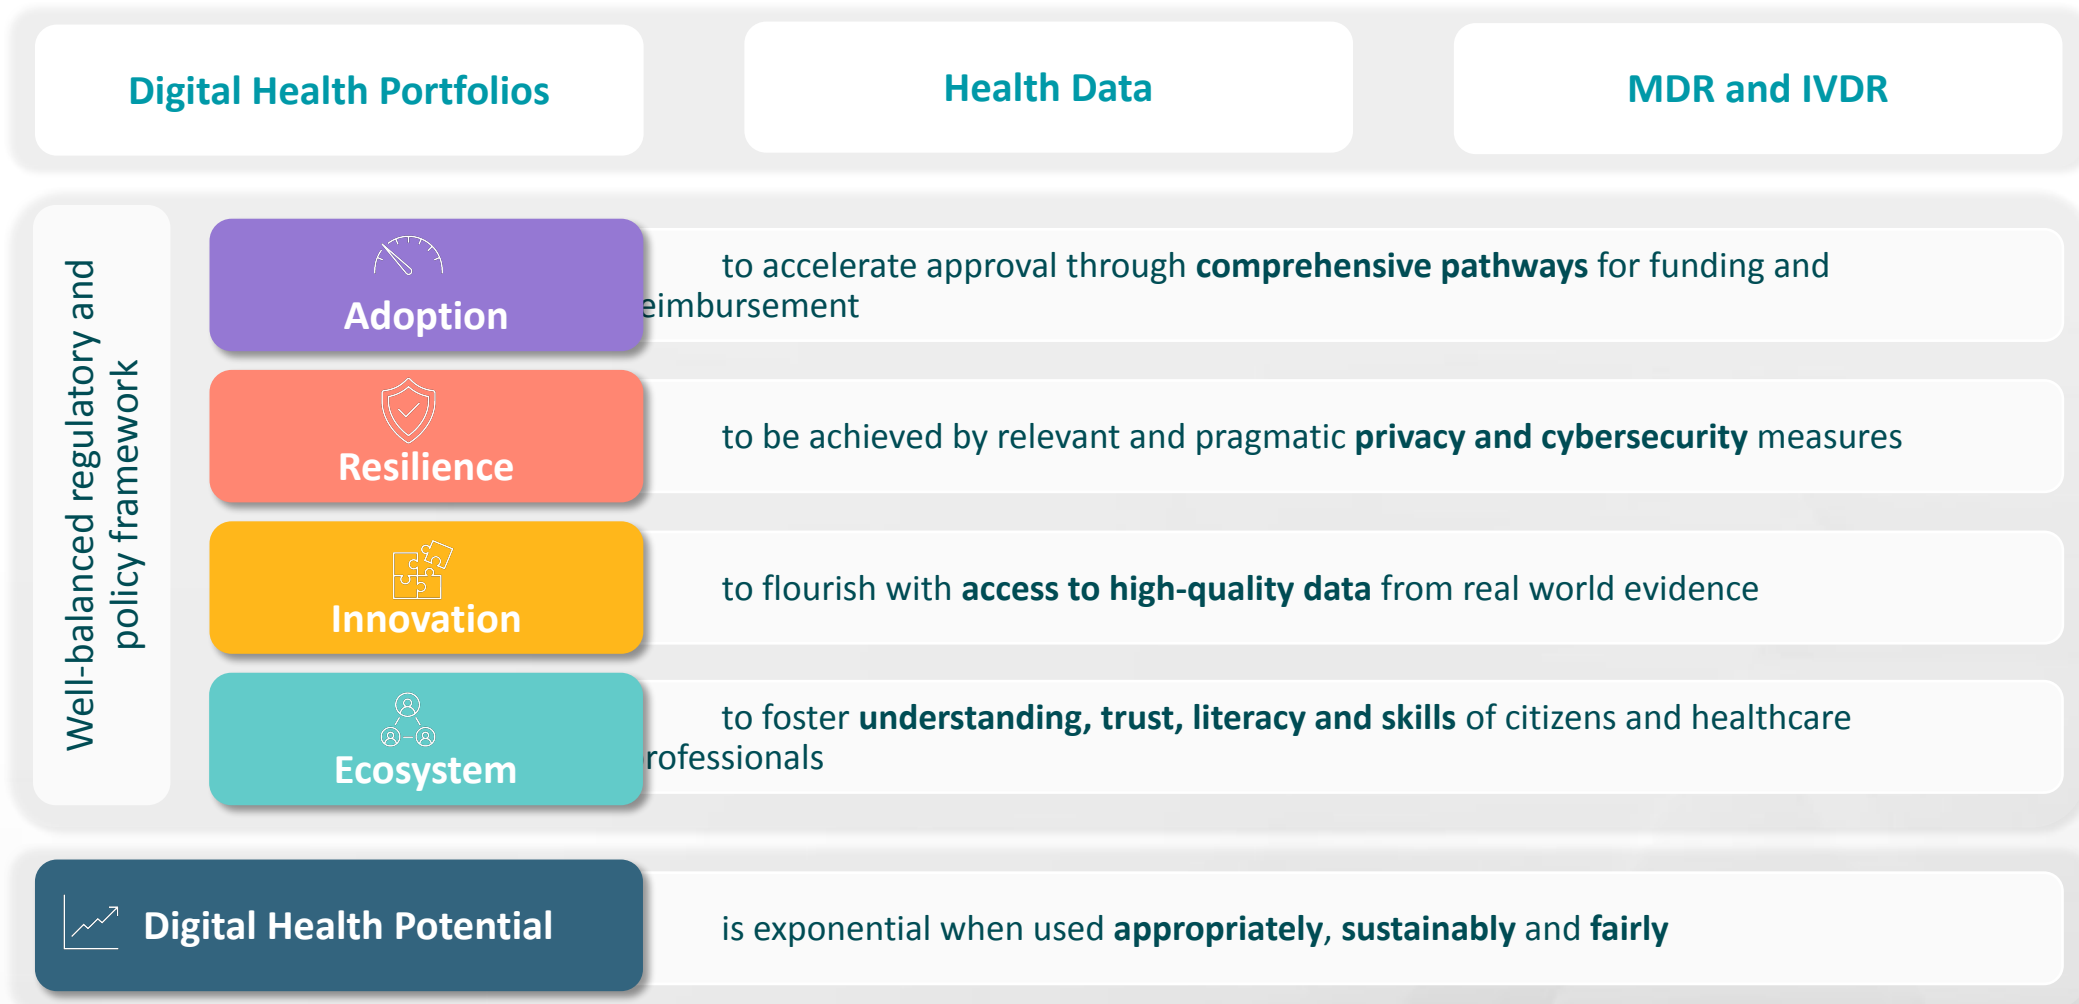 Digital Health Portfolios
Health Data
MDR and IVDR
Well-balanced regulatory and
policy framework
Adoption
to accelerate approval through comprehensive pathways for funding and
eimbursement
Resilience
to be achieved by relevant and pragmatic privacy and cybersecurity measures
Innovation
to flourish with access to high-quality data from real world evidence
Ecosystem
to foster understanding, trust, literacy and skills of citizens and healthcare
rofessionals
Digital Health Potential
is exponential when used appropriately, sustainably and fairly